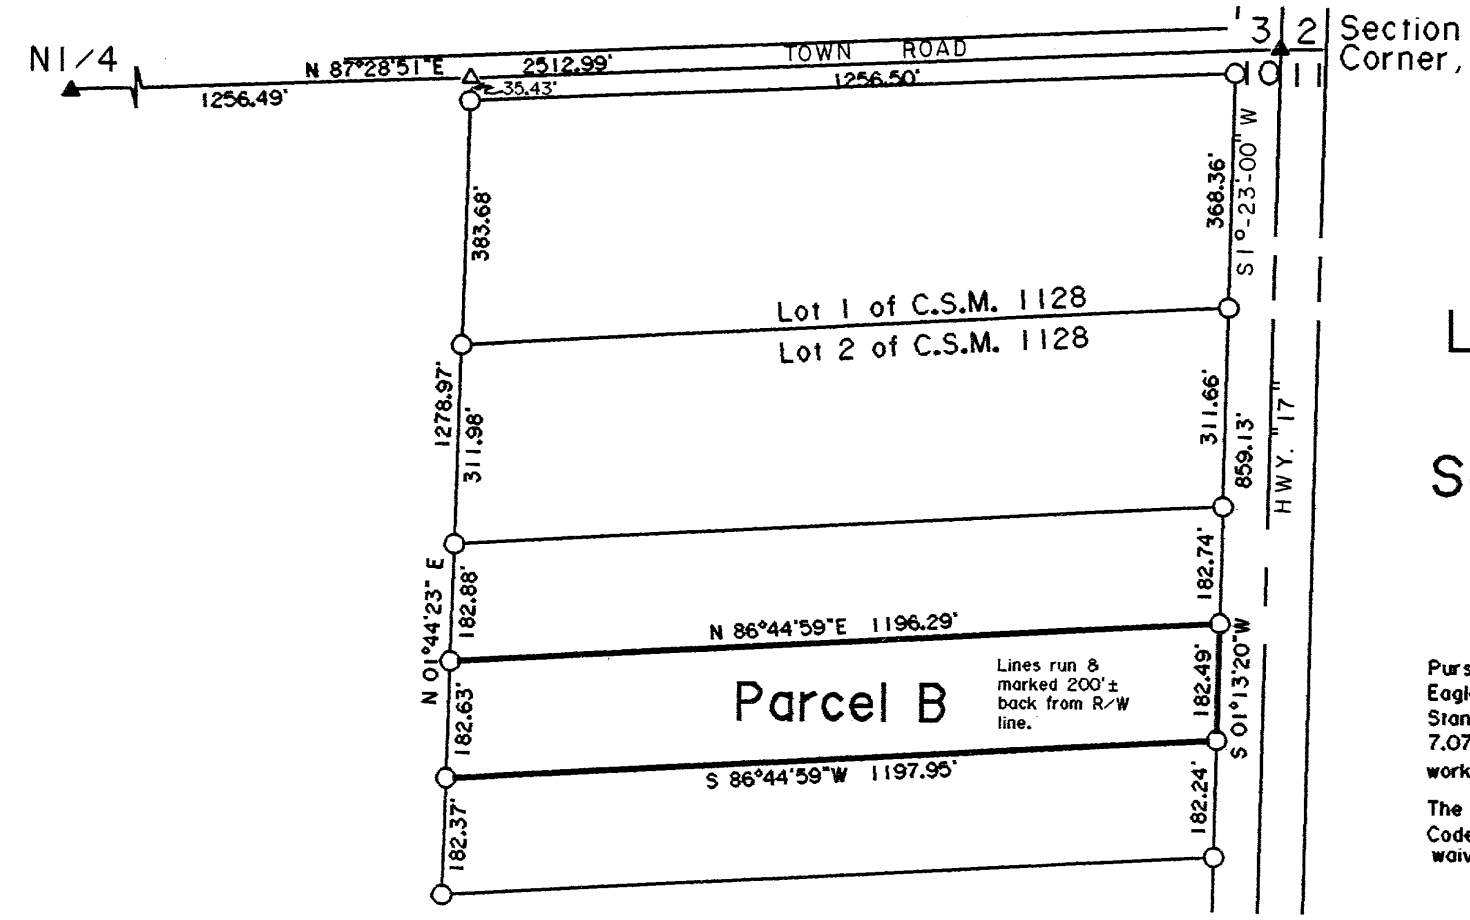 N1/4
N 87°28'51"E
2512.99'
TOWN ROAD
3 2
Section
Corner,
1256.49'
35.43'
1256.50'
10 11
383.68'
368.36'
S1°-23'-00" W
Lot 1 of C.S.M. 1128
Lot 2 of C.S.M. 1128
L
1278.97'
311.98'
311.66'
859.13'
HWY. "17"
S
N 01°44'23" E
182.88'
182.74'
N 86°44'59"E 1196.29'
Parcel B
Lines run &
marked 200'±
back from R/W
line.
182.63'
182.49'
S 01°13'20"W
S 86°44'59"W 1197.95'
182.37'
182.24'
Purs
Eagl
Stan
7.07
work
The
Code
waiv